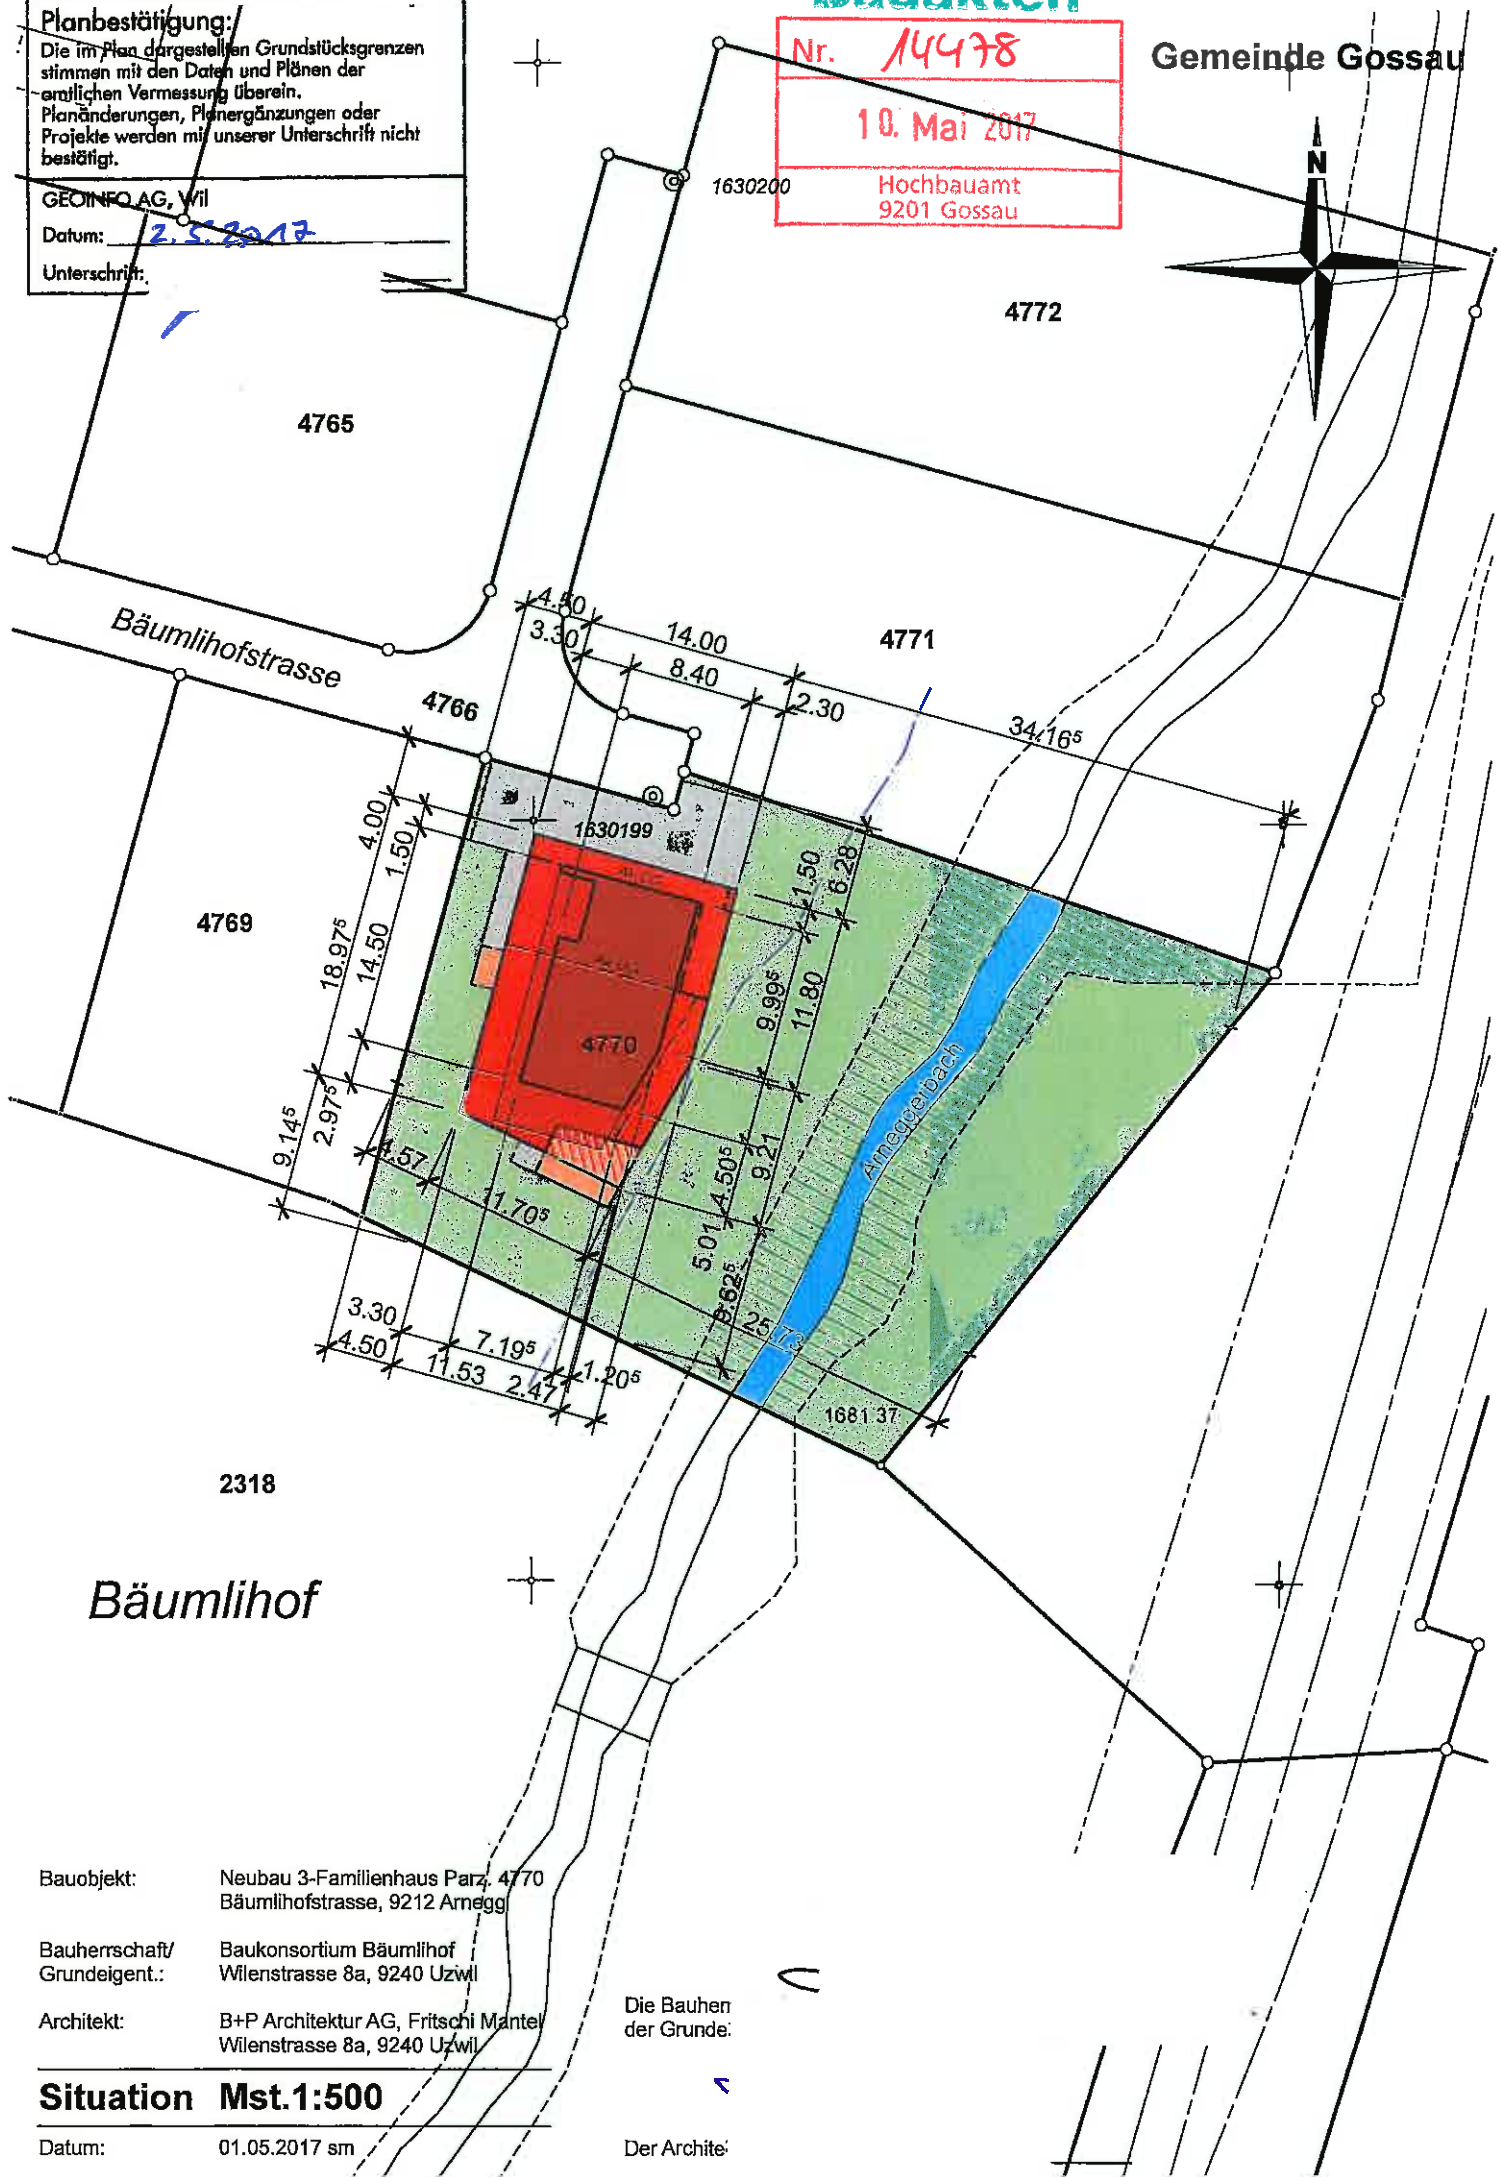 Planbestätigung:
Die im Plan dargestellten Grundstücksgrenzen
stimmen mit den Daten und Plänen der
amtlichen Vermessung überein.
Planänderungen, Planergänzungen oder
Projekte werden mit unserer Unterschrift nicht
bestätigt.
GEOINFO AG, Wil
Datum: 2.5.2017
Unterschrift:
Bauakten
Nr. 14478
10. Mai 2017
Hochbauamt
9201 Gossau
Gemeinde Gossau
N
1630200
4772
4765
Bäumlihofstrasse
4766
4771
4.50
3.30
14.00
8.40
2.30
34.16⁵
4769
4.00
1.50
18.97⁵
14.50
9.14⁵
2.97⁵
1630199
4770
1.50
6.28
9.99⁵
11.80
4.50⁵
9.21
5.01
9.62⁵
Arneggerbach
4.57
11.70⁵
25.73
3.30
4.50
7.19⁵
11.53
2.47
1.20⁵
1681.37
2318
Bäumlihof
Bauobjekt: Neubau 3-Familienhaus Parz. 4770
Bäumlihofstrasse, 9212 Arnegg
Bauherrschaft/ Baukonsortium Bäumlihof
Grundeigent.: Wilenstrasse 8a, 9240 Uzwil
Architekt: B+P Architektur AG, Fritschi Mantel
Wilenstrasse 8a, 9240 Uzwil
Die Bauherr
der Grunde
Situation Mst.1:500
Datum: 01.05.2017 sm
Der Archite